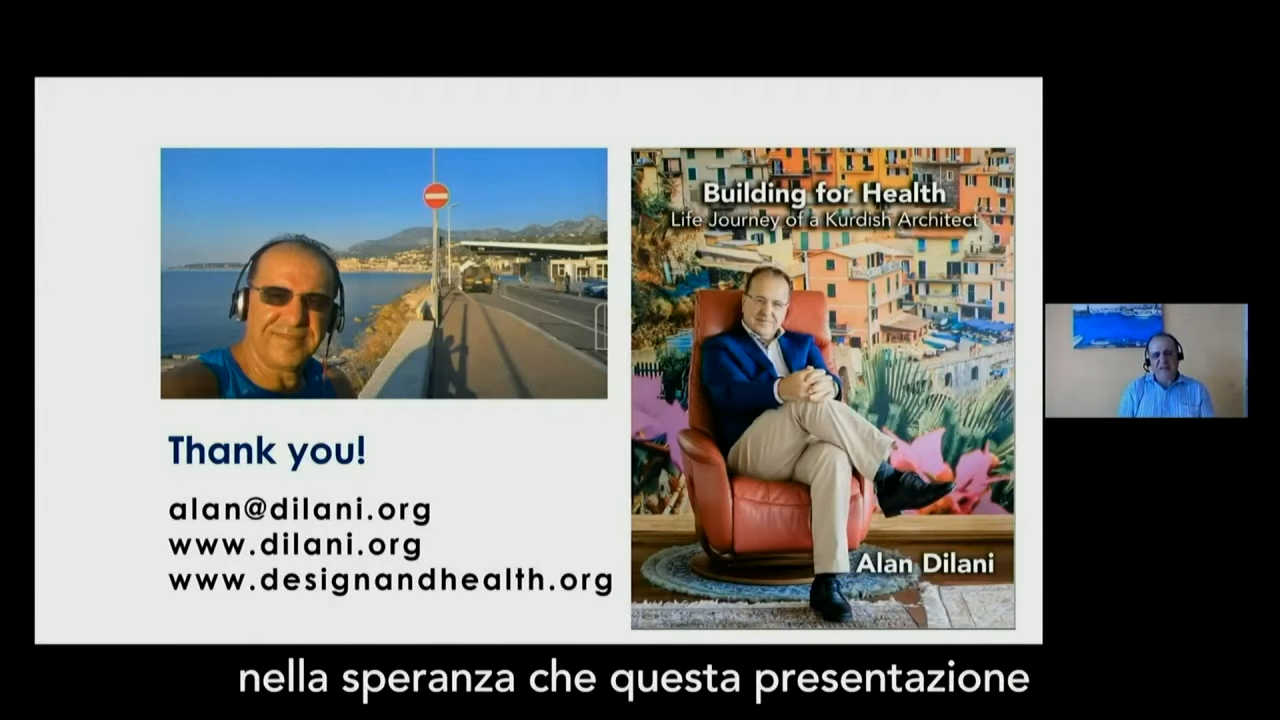 Building for Health
Life Journey of a Kurdish Architect
Alan Dilani
Thank you!
alan@dilani.org
www.dilani.org
www.designandhealth.org
nella speranza che questa presentazione